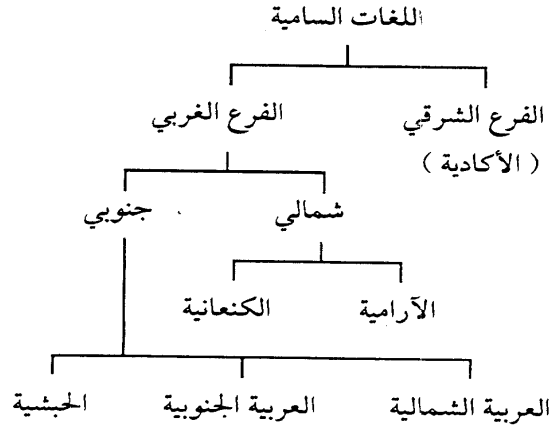 اللغات السامية
الفرع الشرقي الفرع الغربي
( الأكادية )
شمالي جنوبي
الآرامية الكنعانية
العربية الشمالية العربية الجنوبية الحبشية